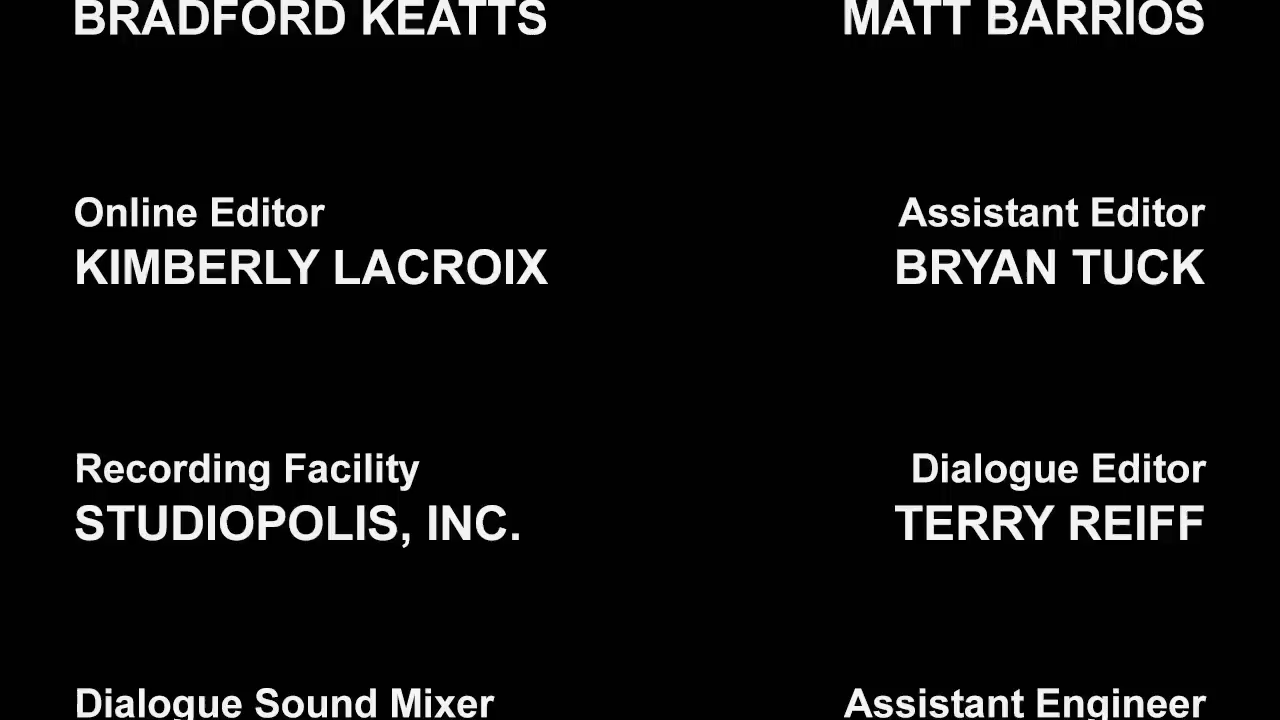 BRADFORD KEATTS
MATT BARRIOS
Online Editor
Assistant Editor
KIMBERLY LACROIX
BRYAN TUCK
Recording Facility
Dialogue Editor
STUDIOPOLIS, INC.
TERRY REIFF
Dialogue Sound Mixer
Assistant Engineer